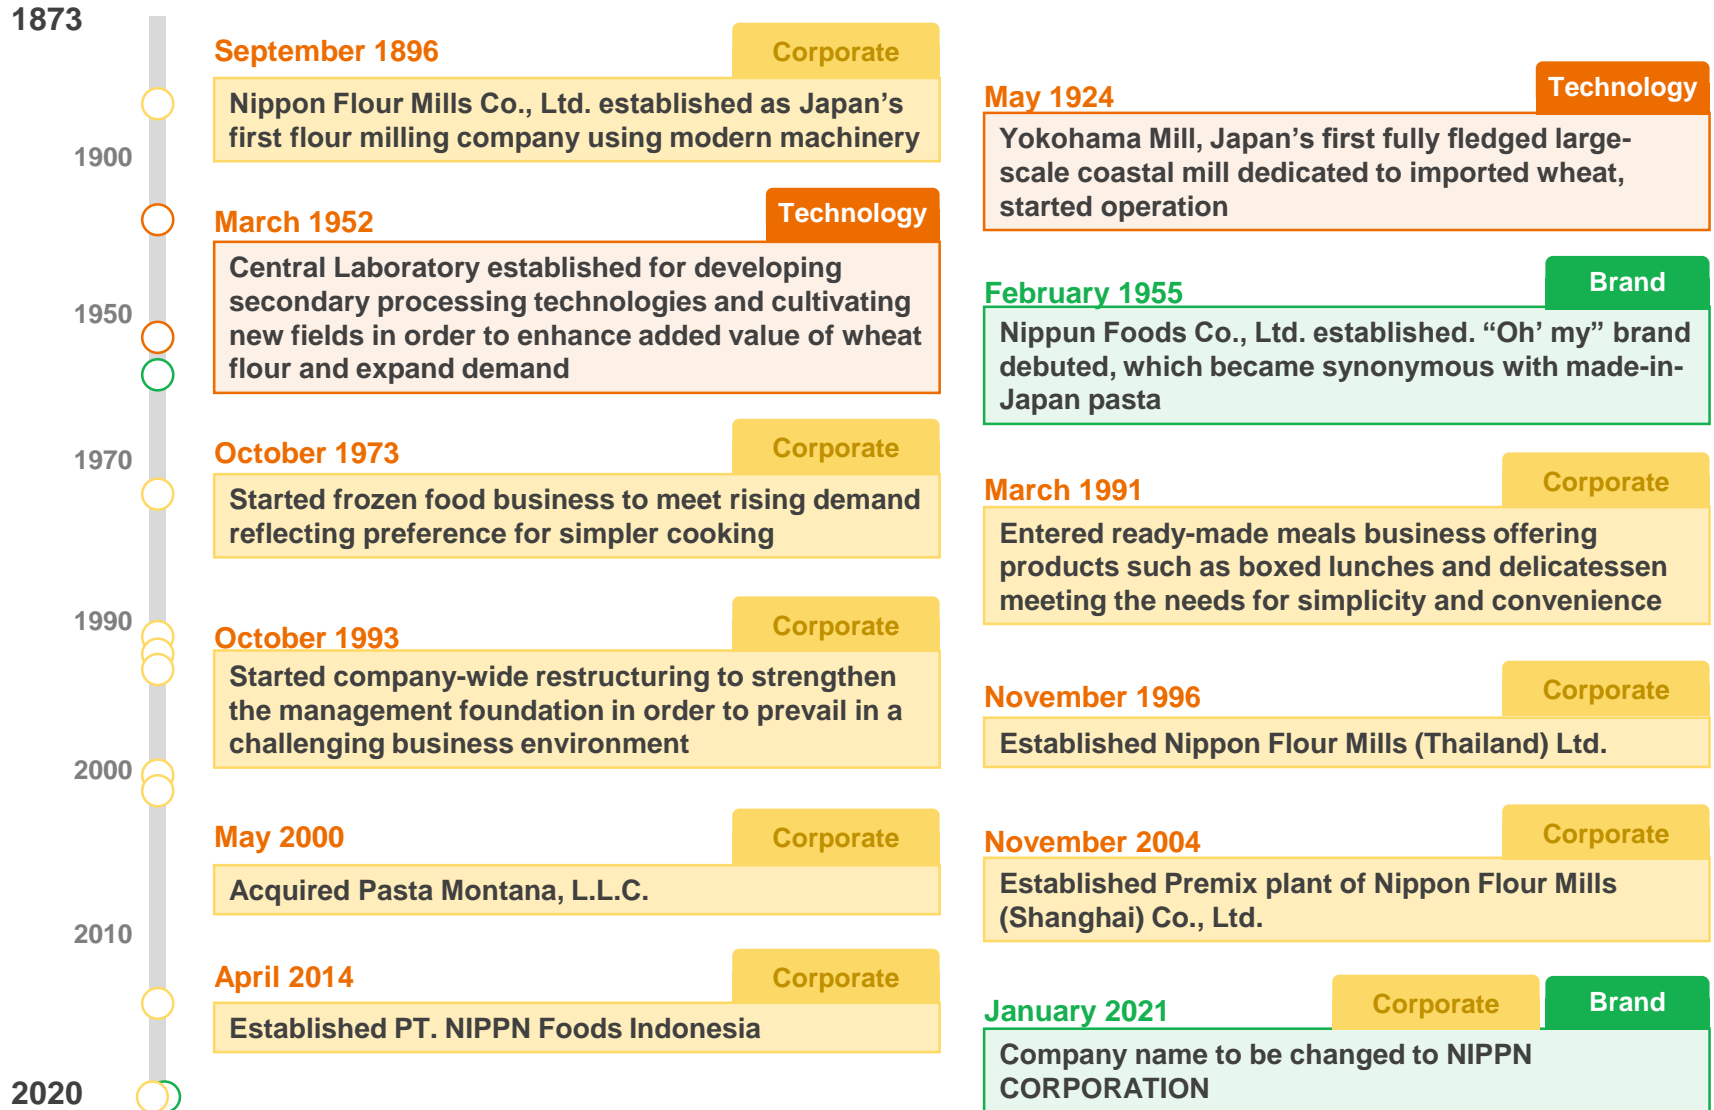 1873
September 1896
Corporate
Nippon Flour Mills Co., Ltd. established as Japan’s
first flour milling company using modern machinery
May 1924
Technology
Yokohama Mill, Japan’s first fully fledged large-
scale coastal mill dedicated to imported wheat,
started operation
1900
March 1952
Technology
Central Laboratory established for developing
secondary processing technologies and cultivating
new fields in order to enhance added value of wheat
flour and expand demand
1950
February 1955
Brand
Nippun Foods Co., Ltd. established. “Oh’ my” brand
debuted, which became synonymous with made-in-
Japan pasta
1970
October 1973
Corporate
Started frozen food business to meet rising demand
reflecting preference for simpler cooking
March 1991
Corporate
Entered ready-made meals business offering
products such as boxed lunches and delicatessen
meeting the needs for simplicity and convenience
1990
October 1993
Corporate
Started company-wide restructuring to strengthen
the management foundation in order to prevail in a
challenging business environment
November 1996
Corporate
Established Nippon Flour Mills (Thailand) Ltd.
2000
May 2000
Corporate
Acquired Pasta Montana, L.L.C.
November 2004
Corporate
Established Premix plant of Nippon Flour Mills
(Shanghai) Co., Ltd.
2010
April 2014
Corporate
Established PT. NIPPN Foods Indonesia
January 2021
Corporate
Brand
Company name to be changed to NIPPN
CORPORATION
2020